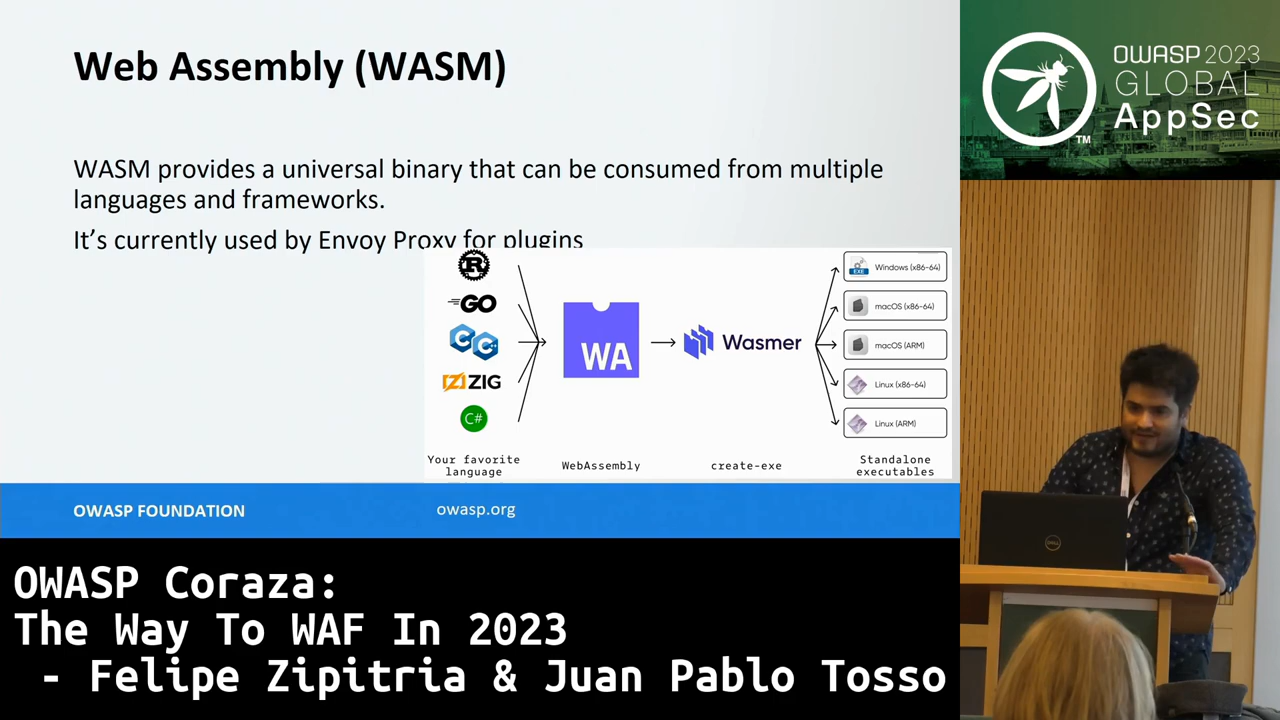 Web Assembly (WASM)
WASM provides a universal binary that can be consumed from multiple
languages and frameworks.
It's currently used by Envoy Proxy for plugins
R
GO
C C++
ZIG
C#
WA
Wasmer
EXE Windows (x86-64)
macOS (x86-64)
macOS (ARM)
Linux (x86-64)
Linux (ARM)
Your favorite
language
WebAssembly
create-exe
Standalone
executables
OWASP FOUNDATION
owasp.org
OWASP 2023
GLOBAL
AppSec
TM
DELL
OWASP Coraza:
The Way To WAF In 2023
- Felipe Zipitria & Juan Pablo Tosso